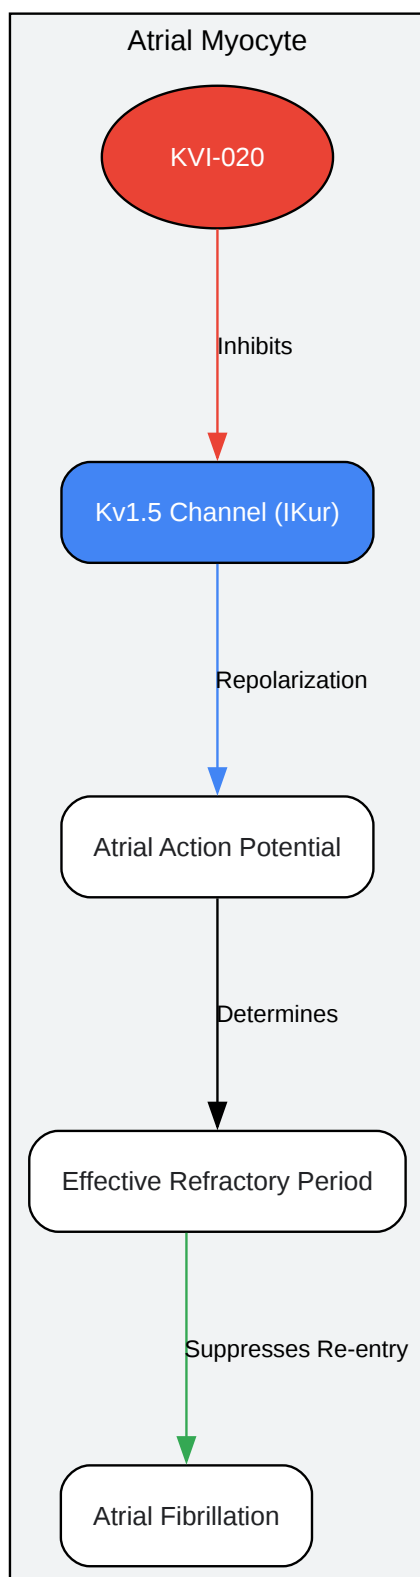 Atrial Myocyte
KVI-020
Inhibits
Kv1.5 Channel (IKur)
Repolarization
Atrial Action Potential
Determines
Effective Refractory Period
Suppresses Re-entry
Atrial Fibrillation